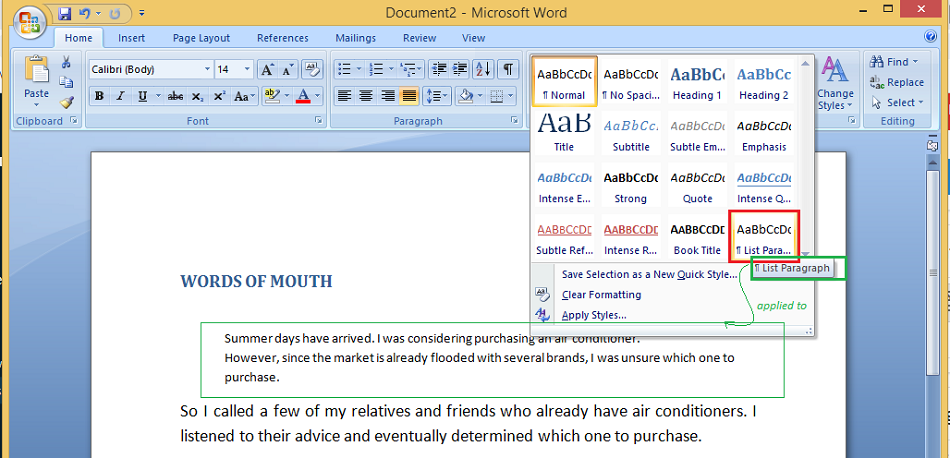 Document2 - Microsoft Word
Home Insert Page Layout References Mailings Review View
Calibri (Body) 14
Paste
B I U abc X₂ X² Aa
Clipboard Font Paragraph
AaBbCcDc AaBbCcDc AaBbC AaBbCc
¶ Normal ¶ No Spaci... Heading 1 Heading 2
AaB AaBbCc. AaBbCcDc AaBbCcDc
Title Subtitle Subtle Em... Emphasis
AaBbCcDc AaBbCcDc AaBbCcDc AaBbCcDc
Intense E... Strong Quote Intense Q...
AABBCCDD AABBCCDD AABBCCDD AaBbCcDc
Subtle Ref... Intense R... Book Title ¶ List Para...
Save Selection as a New Quick Style...
Clear Formatting
Apply Styles...
¶ List Paragraph
applied to
Change
Styles
Find
Replace
Select
Editing
WORDS OF MOUTH
Summer days have arrived. I was considering purchasing an air conditioner.
However, since the market is already flooded with several brands, I was unsure which one to
purchase.
So I called a few of my relatives and friends who already have air conditioners. I
listened to their advice and eventually determined which one to purchase.